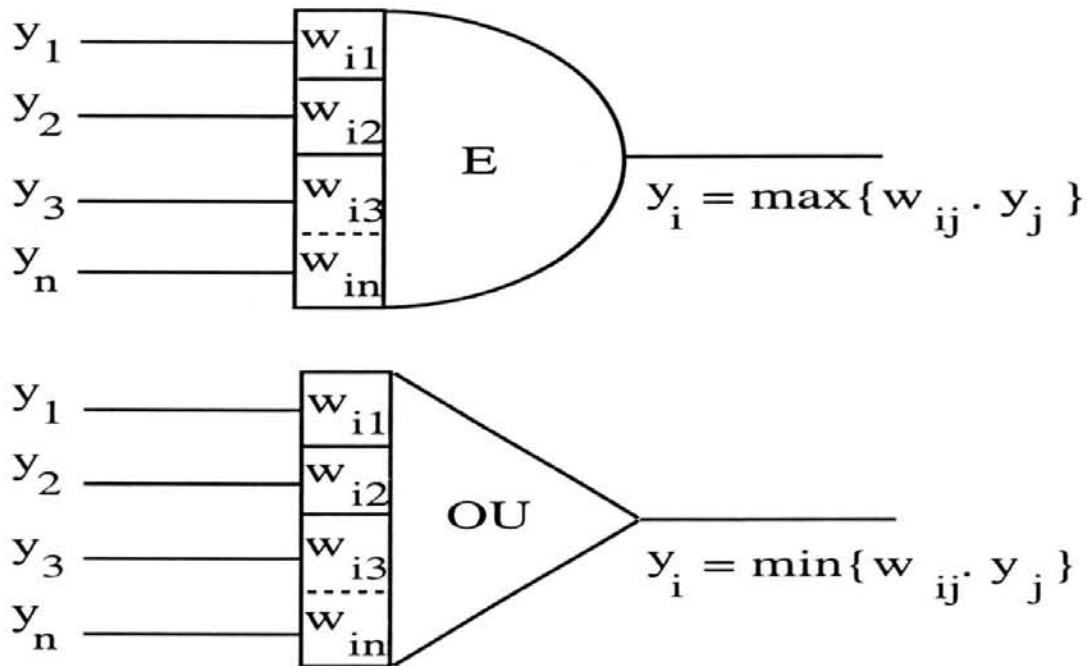 y1
wi1
y2
wi2
E
y3
wi3
yi = max{ wij . yj }
yn
win
y1
wi1
y2
wi2
OU
y3
wi3
yi = min{ wij . yj }
yn
win